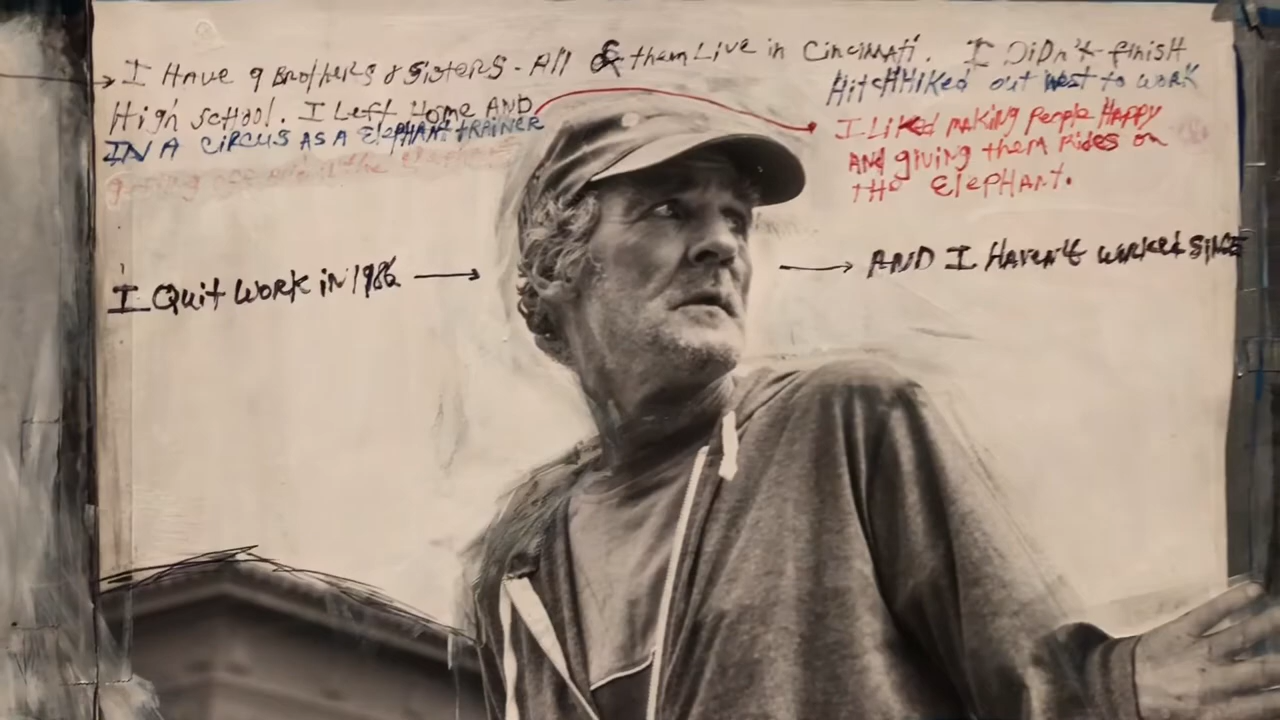 I HAVE 9 BROTHERS & SISTERS - All of them Live in Cincinnati. I DiDn't finish
High school. I Left Home AND HitcHHiked out West to work
IN A CiRCUS AS A ElepHANT tRAINER I Liked making people Happy
AND giving them Rides on
THe ElepHANT.
I Quit WORK iN 1986 → → AND I HAven't worked SiNCE